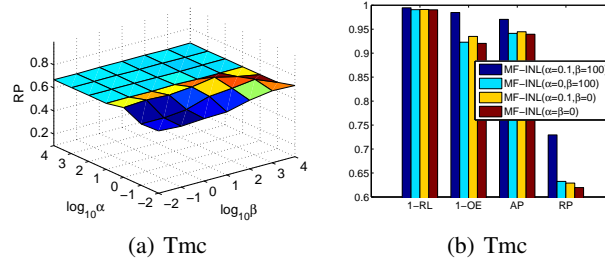 0.8
0.6
0.4
0.2
RP
4
3
2
1
0
-1
-2
log10α
-2
-1
0
1
2
3
4
log10β
(a) Tmc
1
0.95
0.9
0.85
0.8
0.75
0.7
0.65
0.6
MF-INL(α=0.1,β=100
MF-INL(α=0,β=100)
MF-INL(α=0.1,β=0)
MF-INL(α=β=0)
1-RL
1-OE
AP
RP
(b) Tmc